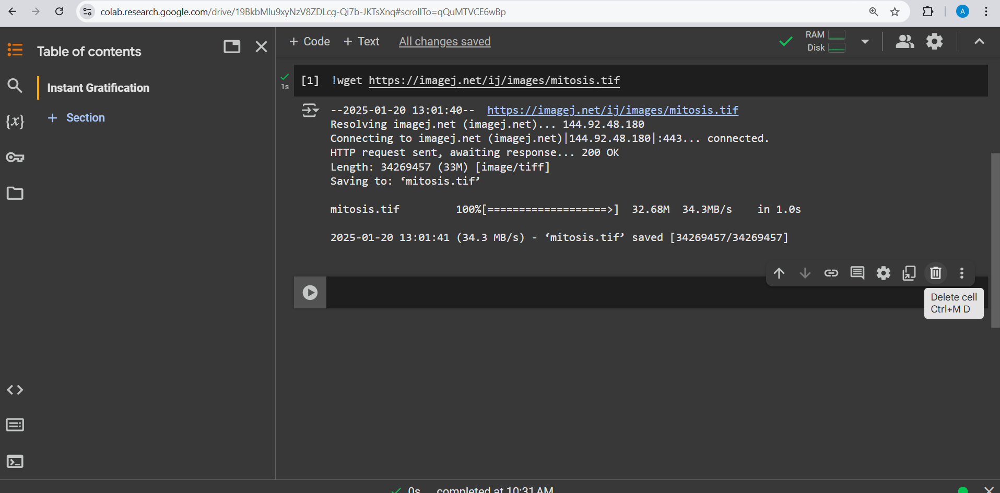 colab.research.google.com/drive/19BkbMlu9xyNzV8ZDLcg-Qi7b-JKTsXnq#scrollTo=qQuMTVCE6wBp
A
Table of contents
Instant Gratification
+ Section
{x}
+ Code + Text All changes saved
RAM
Disk
1s
[1] !wget https://imagej.net/ij/images/mitosis.tif
--2025-01-20 13:01:40-- https://imagej.net/ij/images/mitosis.tif
Resolving imagej.net (imagej.net)... 144.92.48.180
Connecting to imagej.net (imagej.net)|144.92.48.180|:443... connected.
HTTP request sent, awaiting response... 200 OK
Length: 34269457 (33M) [image/tiff]
Saving to: ‘mitosis.tif’
mitosis.tif 100%[===================>] 32.68M 34.3MB/s in 1.0s
2025-01-20 13:01:41 (34.3 MB/s) - ‘mitosis.tif’ saved [34269457/34269457]
Delete cell
Ctrl+M D
0s completed at 10:31 AM